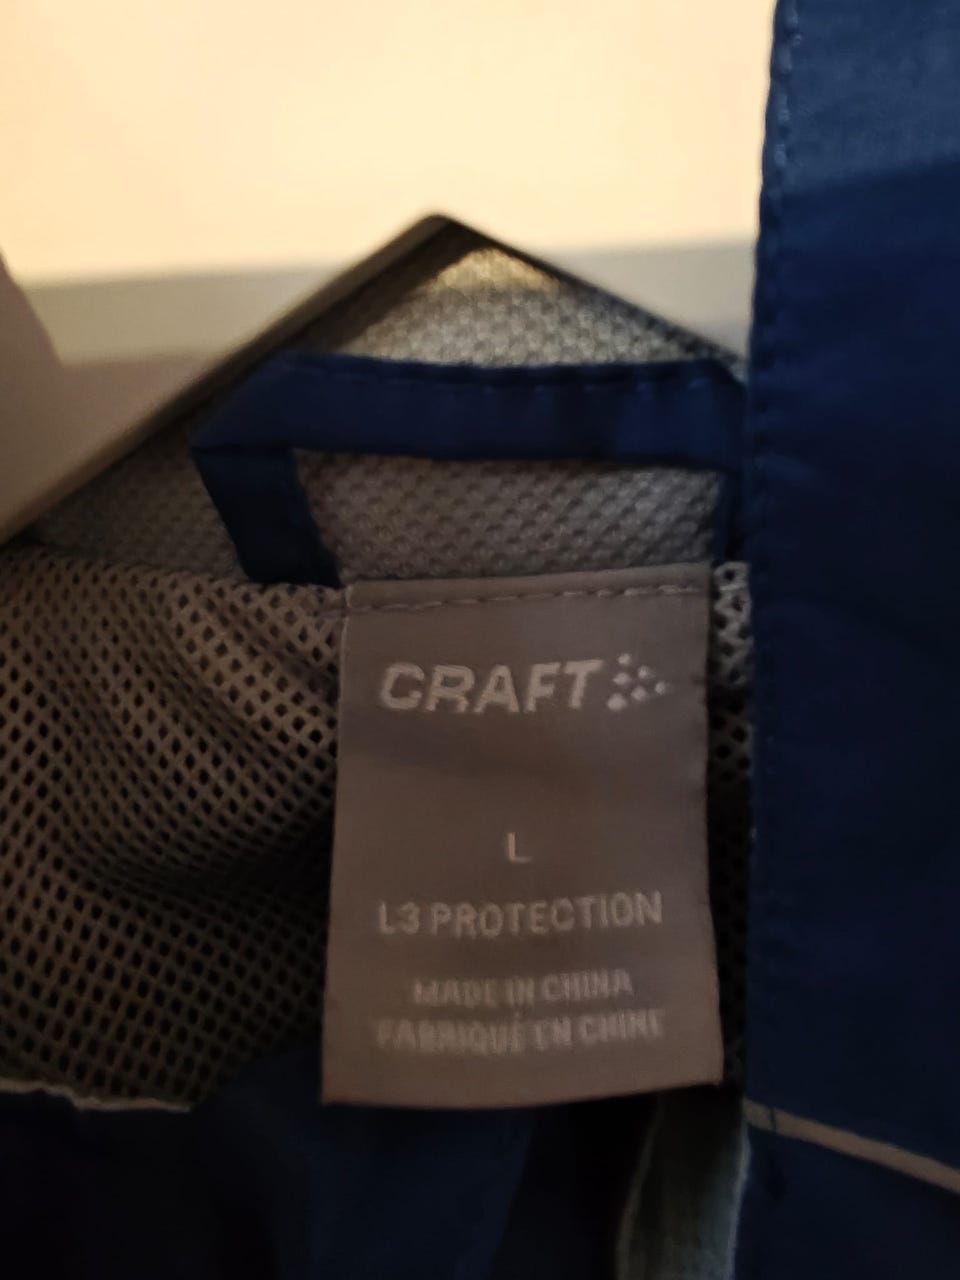 CRAFT
L
L3 PROTECTION
MADE IN CHINA
FABRIQUÉ EN CHINE